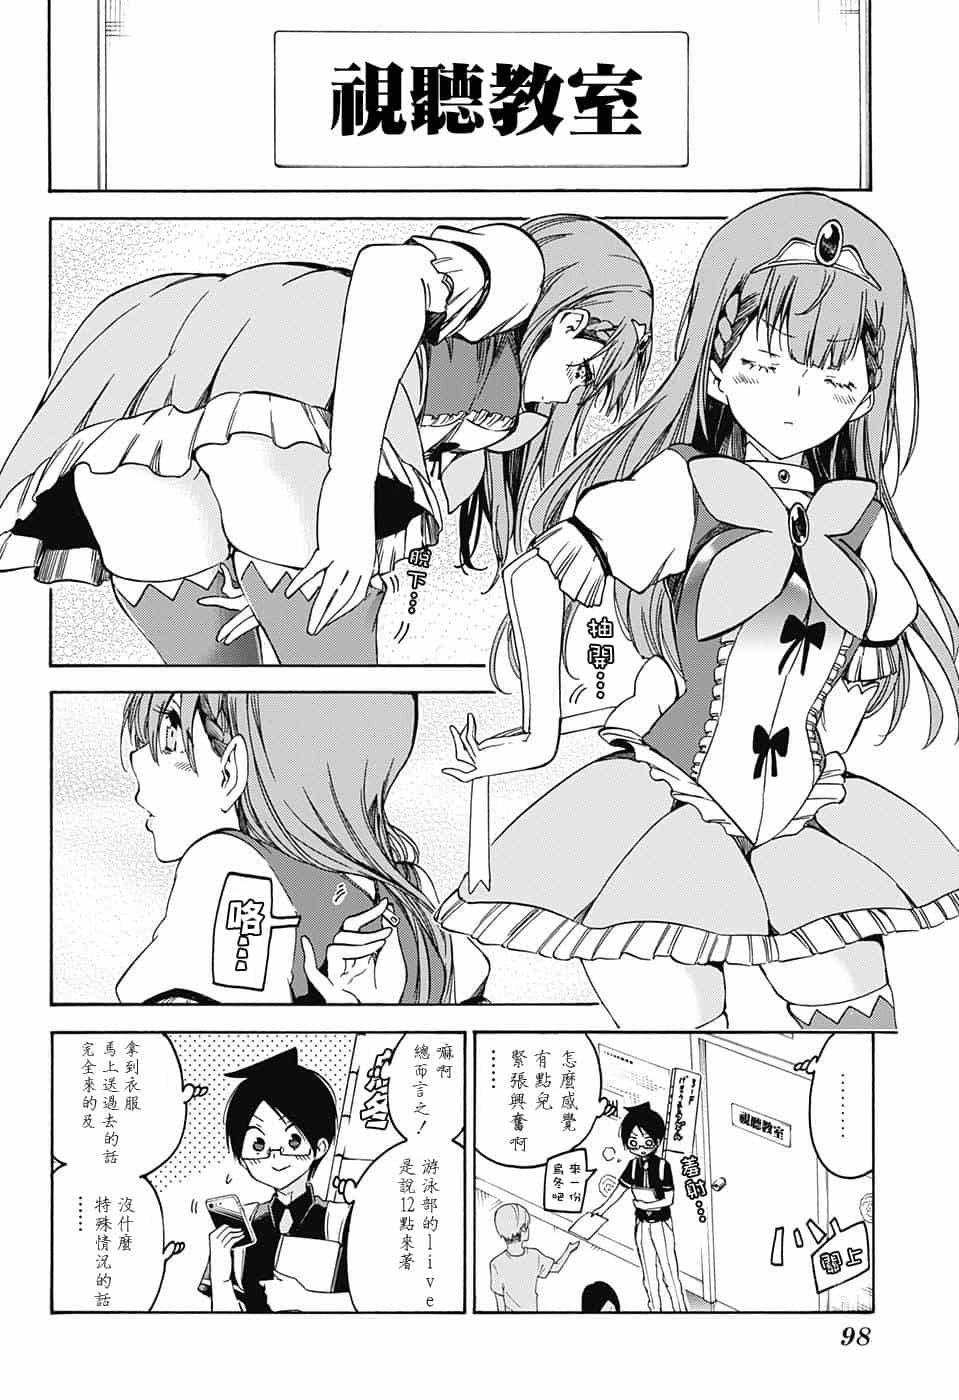 視聽教室
抽開…
脫下…
咯…
……
怎麼感覺
有點兒
緊張興奮啊
……
羞射…
來一份
烏冬吧
視聽教室
關上
嘛啊
總而言之！
游泳部的live
是說12點來著
拿到衣服
馬上送過去的話
完全來的及
沒什麼
特殊情況的話
……
98